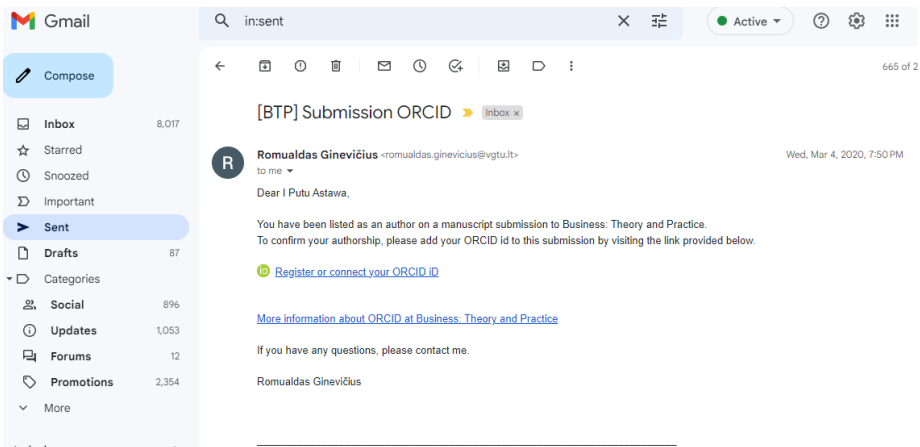 Gmail
in:sent
Active
Compose
665 of 2
[BTP] Submission ORCID
Inbox x
Inbox 8,017
Starred
Snoozed
Important
Sent
Drafts 87
Categories
Social 896
Updates 1,053
Forums 12
Promotions 2,354
More
R
Romualdas Ginevičius <romualdas.ginevicius@vgtu.lt>
Wed, Mar 4, 2020, 7:50 PM
to me
Dear I Putu Astawa,
You have been listed as an author on a manuscript submission to Business: Theory and Practice.
To confirm your authorship, please add your ORCID id to this submission by visiting the link provided below.
iD Register or connect your ORCID iD
More information about ORCID at Business: Theory and Practice
If you have any questions, please contact me.
Romualdas Ginevičius